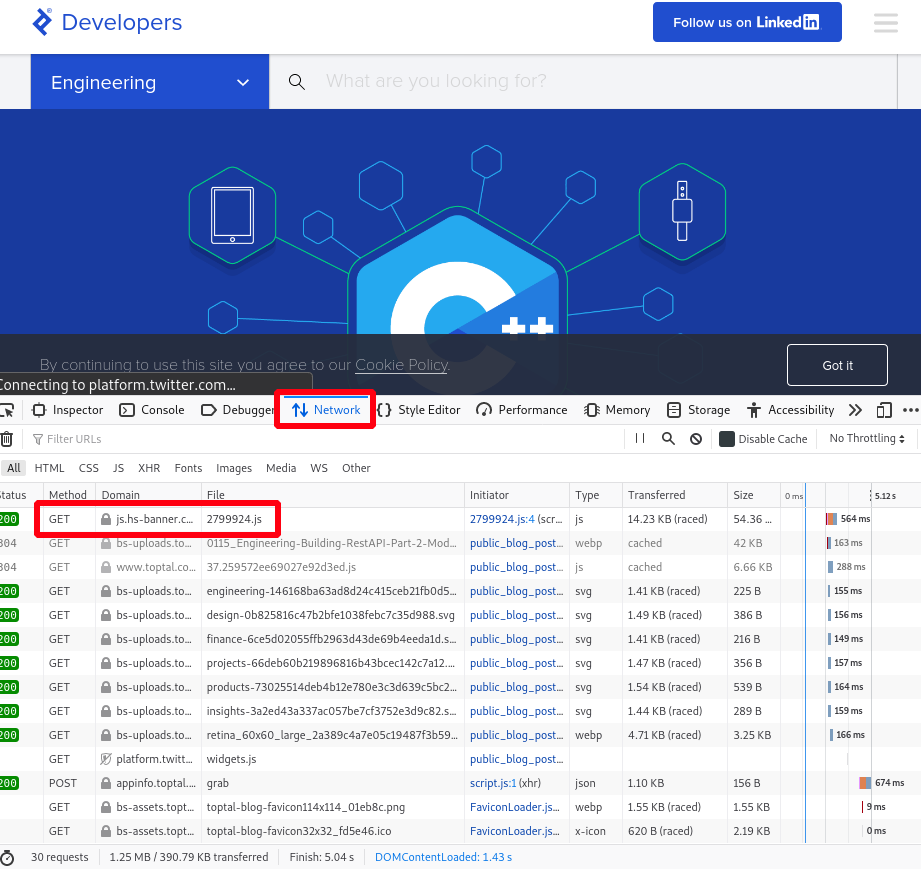 Developers
Follow us on LinkedIn
Engineering
What are you looking for?
C++
By continuing to use this site you agree to our Cookie Policy.
Got it
Connecting to platform.twitter.com...
Inspector Console Debugger Network Style Editor Performance Memory Storage Accessibility
Filter URLs Disable Cache No Throttling
All HTML CSS JS XHR Fonts Images Media WS Other
Status Method Domain File Initiator Type Transferred Size 0 ms 5.12 s
200 GET js.hs-banner.c... 2799924.js 2799924.js:4 (scr... js 14.23 KB (raced) 54.36 ... 564 ms
304 GET bs-uploads.to... 0115_Engineering-Building-RestAPI-Part-2-Mod... public_blog_post... webp cached 42 KB 163 ms
304 GET www.toptal.co... 37.259572ee69027e92d3ed.js public_blog_post... js cached 6.66 KB 288 ms
200 GET bs-uploads.to... engineering-146168ba63ad8d24c415ceb21fb0d5... public_blog_post... svg 1.41 KB (raced) 225 B 155 ms
200 GET bs-uploads.to... design-0b825816c47b2bfe1038febc7c35d988.svg public_blog_post... svg 1.49 KB (raced) 386 B 156 ms
200 GET bs-uploads.to... finance-6ce5d02055ffb2963d43de69b4eeda1d.s... public_blog_post... svg 1.41 KB (raced) 216 B 149 ms
200 GET bs-uploads.to... projects-66deb60b219896816b43bcec142c7a12.... public_blog_post... svg 1.47 KB (raced) 356 B 157 ms
200 GET bs-uploads.to... products-73025514deb4b12e780e3c3d639c5bc2... public_blog_post... svg 1.54 KB (raced) 539 B 164 ms
200 GET bs-uploads.to... insights-3a2ed43a337ac057be7cf3752e3d9c82.s... public_blog_post... svg 1.44 KB (raced) 289 B 159 ms
200 GET bs-uploads.to... retina_60x60_large_2a389c4a7e05c19487f3b59... public_blog_post... webp 4.71 KB (raced) 3.25 KB 166 ms
GET platform.twitt... widgets.js public_blog_post...
200 POST appinfo.toptal.... grab script.js:1 (xhr) json 1.10 KB 156 B 674 ms
GET bs-assets.topt... toptal-blog-favicon114x114_01eb8c.png FaviconLoader.js... webp 1.55 KB (raced) 1.55 KB 9 ms
GET bs-assets.topt... toptal-blog-favicon32x32_fd5e46.ico FaviconLoader.js... x-icon 620 B (raced) 2.19 KB 0 ms
30 requests 1.25 MB / 390.79 KB transferred Finish: 5.04 s DOMContentLoaded: 1.43 s